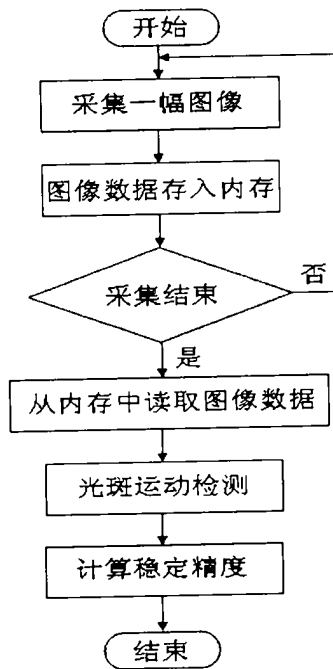 开始
采集一幅图像
图像数据存入内存
采集结束
否
是
从内存中读取图像数据
光斑运动检测
计算稳定精度
结束